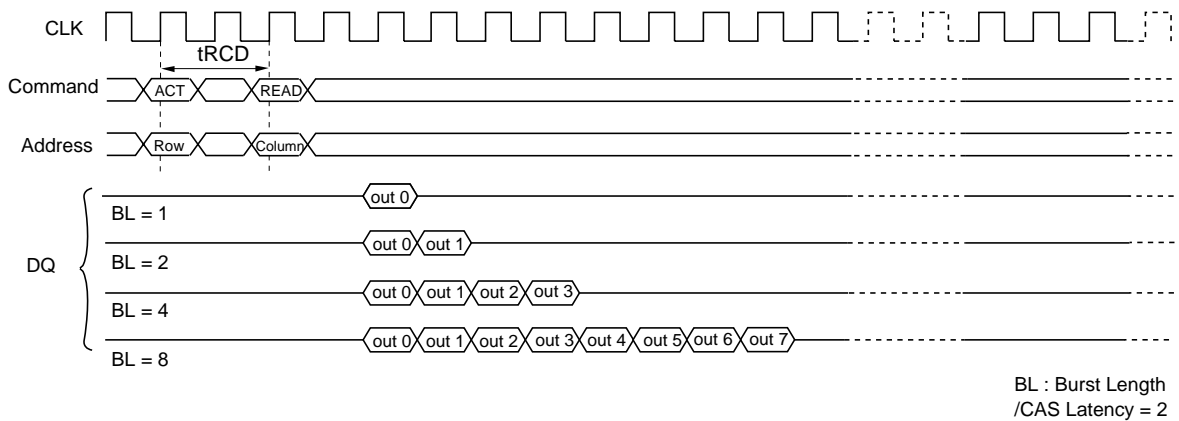 CLK
tRCD
Command ACT READ
Address Row Column
out 0
BL = 1
out 0 out 1
DQ BL = 2
out 0 out 1 out 2 out 3
BL = 4
out 0 out 1 out 2 out 3 out 4 out 5 out 6 out 7
BL = 8
BL : Burst Length
/CAS Latency = 2